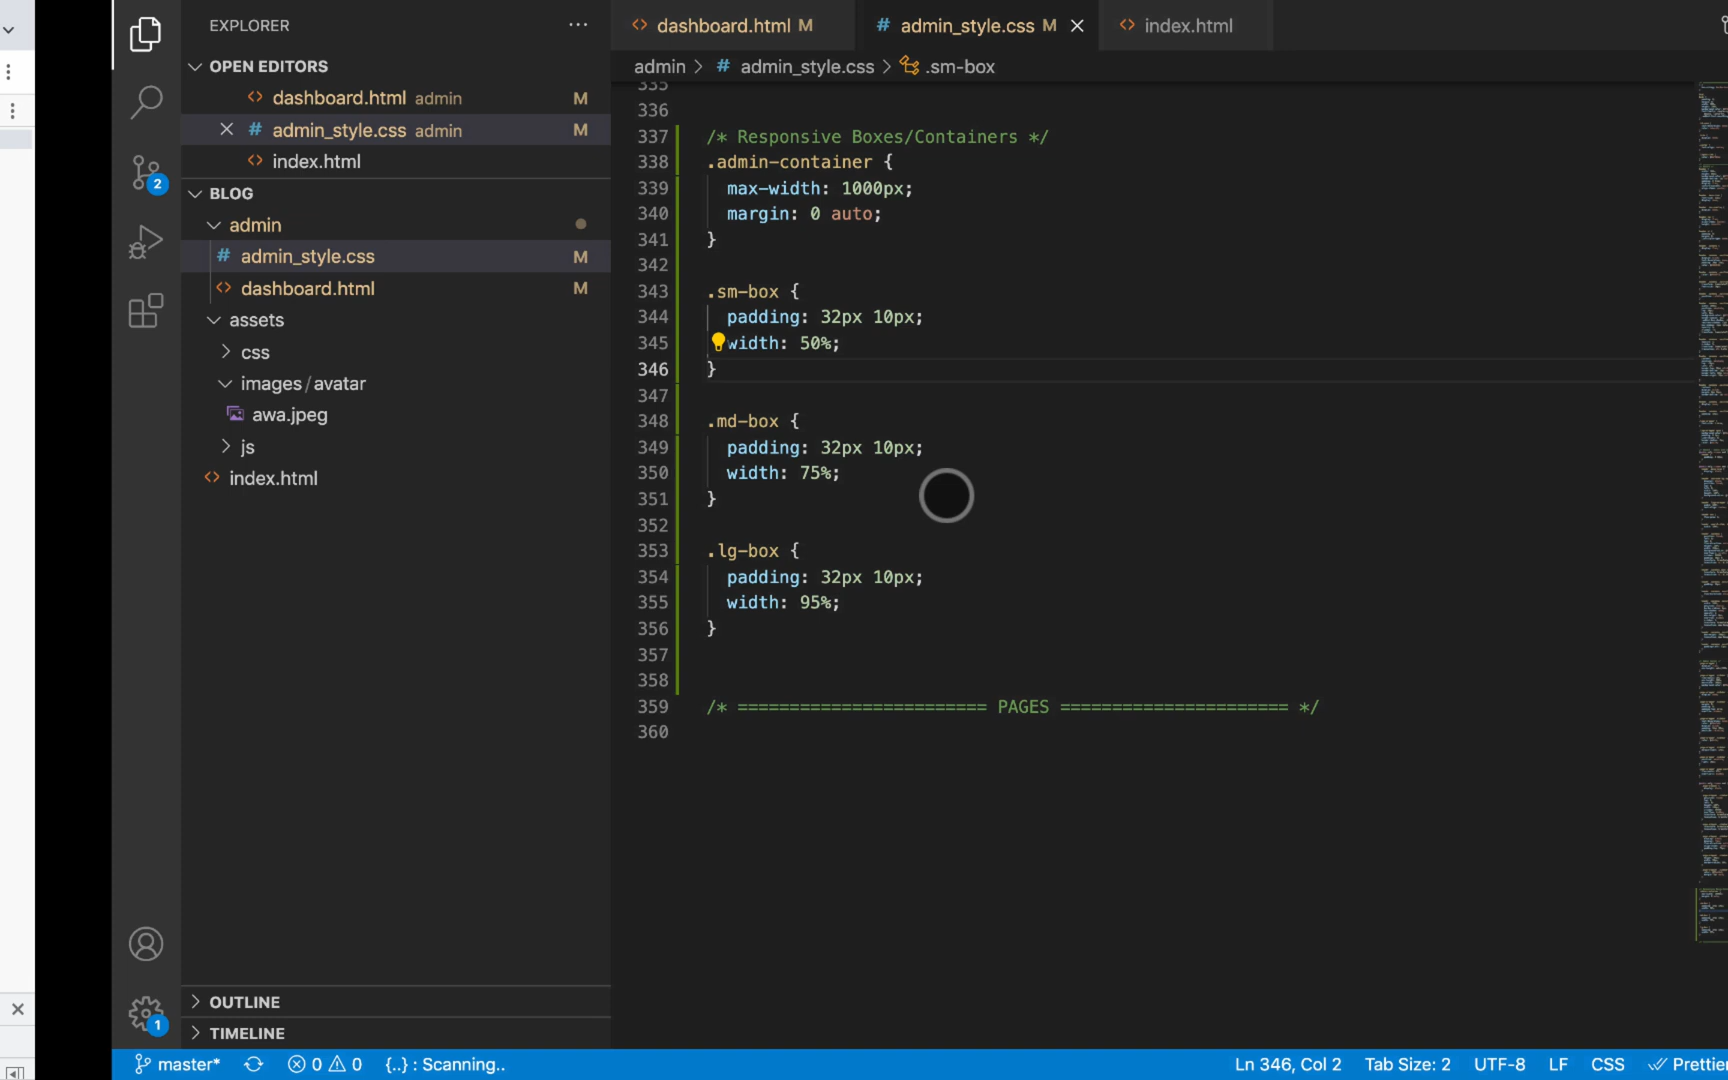 EXPLORER
dashboard.html M
admin_style.css M
index.html
OPEN EDITORS
admin > admin_style.css > .sm-box
dashboard.html admin M
admin_style.css admin M
index.html
BLOG
admin
admin_style.css M
dashboard.html M
assets
css
images/avatar
awa.jpeg
js
index.html
OUTLINE
TIMELINE
2
1
335
336
337 /* Responsive Boxes/Containers */
338 .admin-container {
339 max-width: 1000px;
340 margin: 0 auto;
341 }
342
343 .sm-box {
344 padding: 32px 10px;
345 width: 50%;
346 }
347
348 .md-box {
349 padding: 32px 10px;
350 width: 75%;
351 }
352
353 .lg-box {
354 padding: 32px 10px;
355 width: 95%;
356 }
357
358
359 /* ======================== PAGES ====================== */
360
master* 0 0 {..} : Scanning.. Ln 346, Col 2 Tab Size: 2 UTF-8 LF CSS Prettier